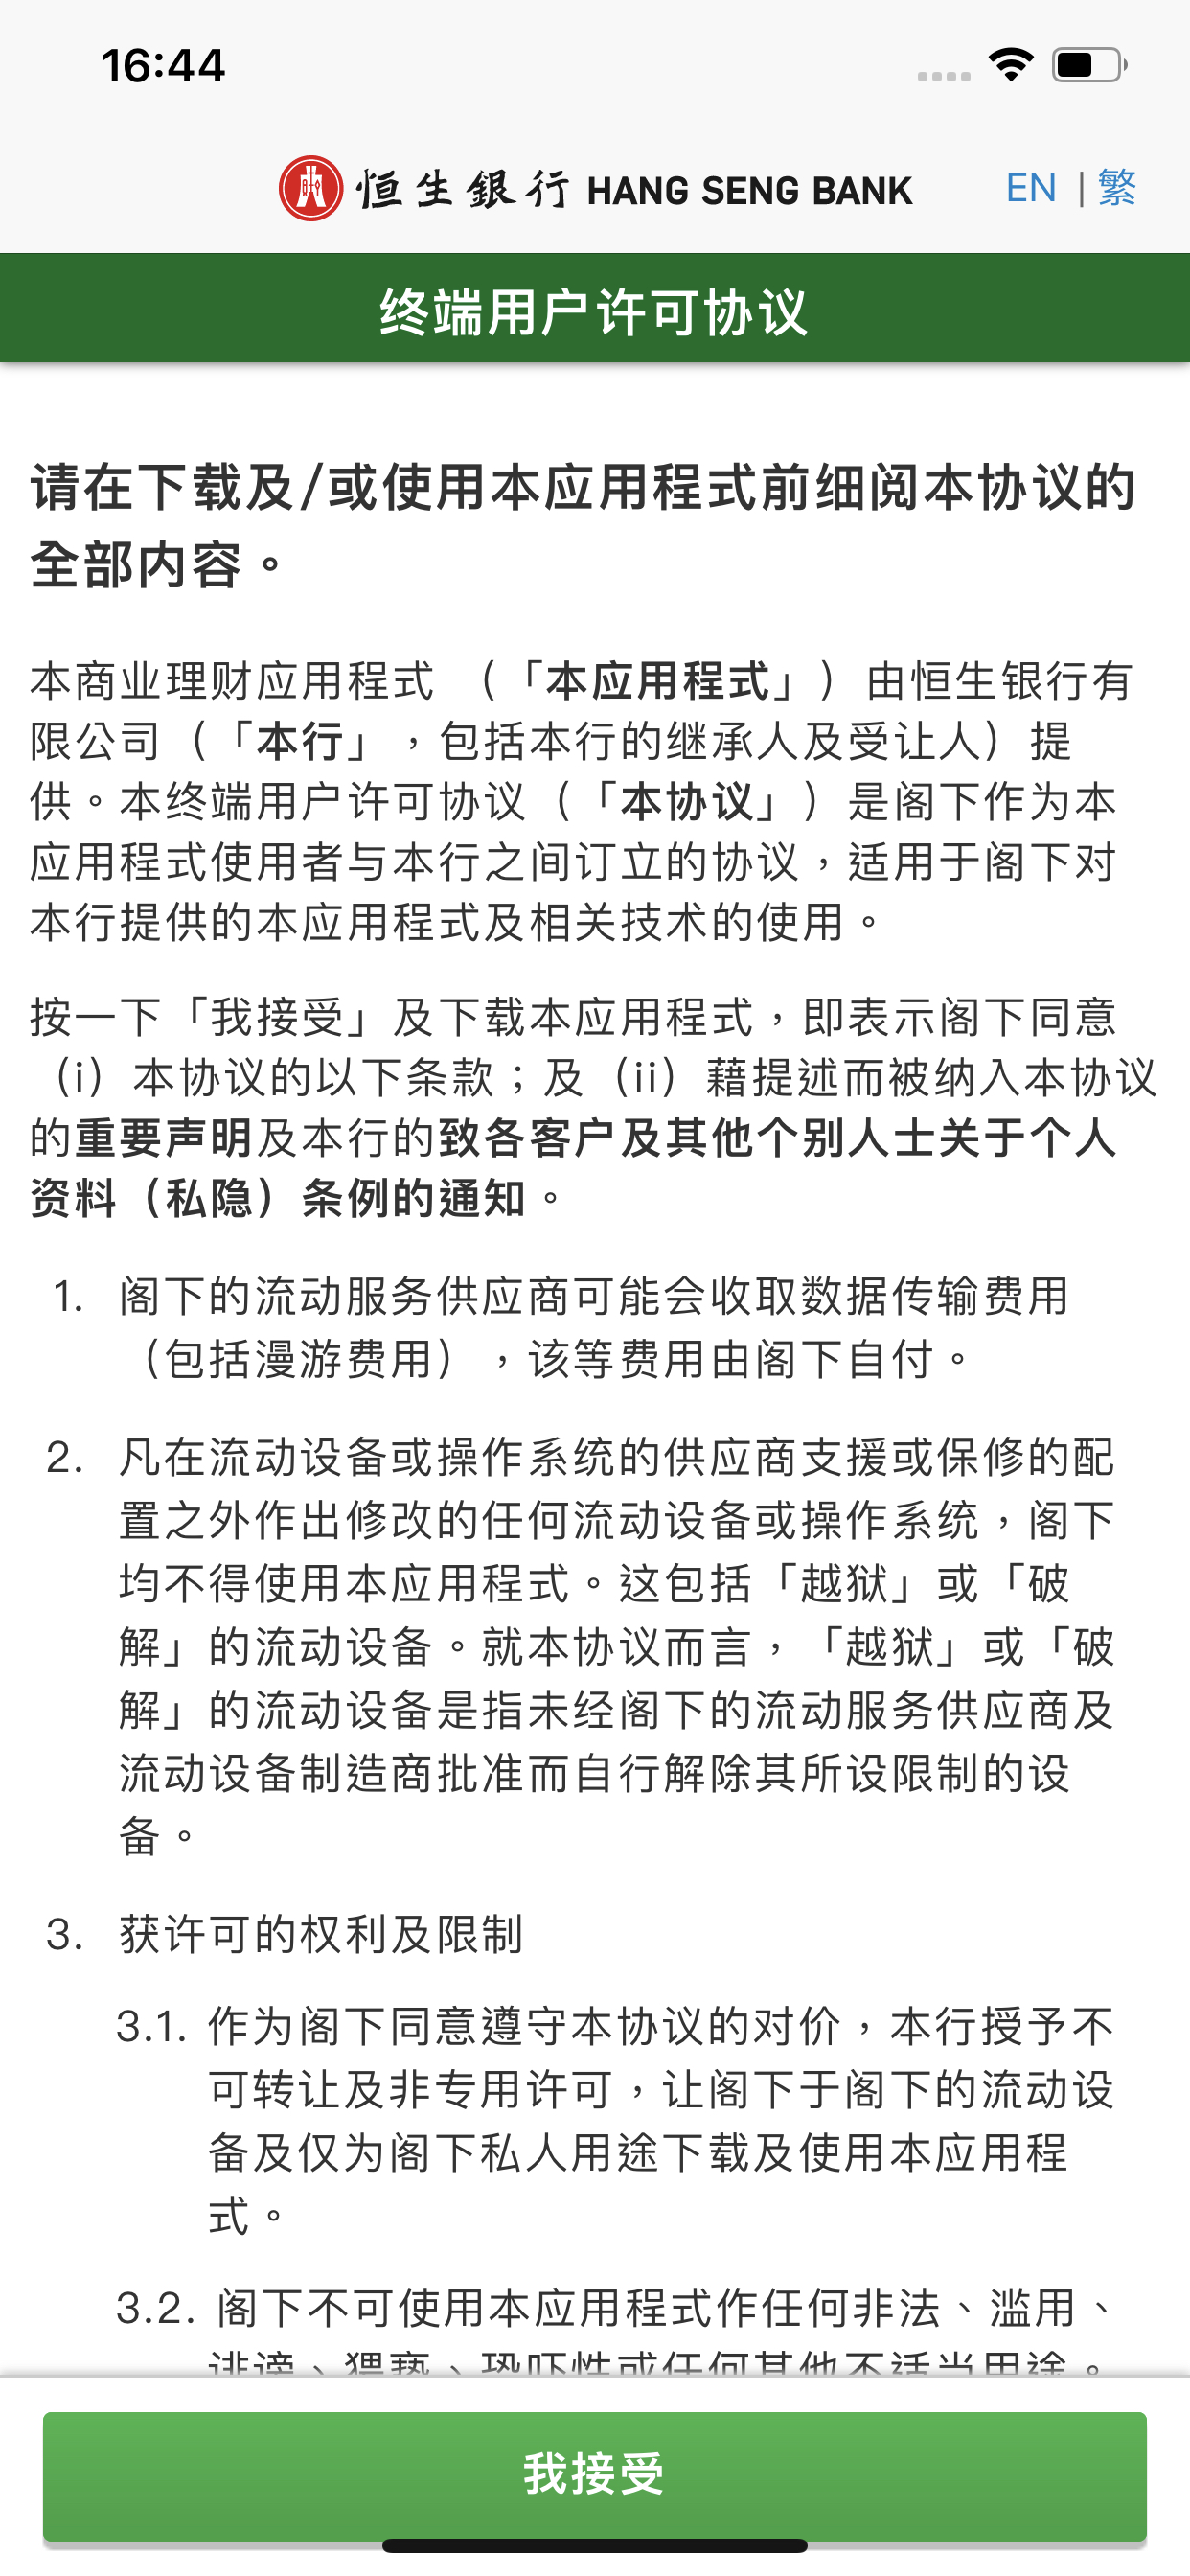 16:44
恒生銀行 HANG SENG BANK
EN | 繁
终端用户许可协议
请在下载及/或使用本应用程式前细阅本协议的
全部内容。
本商业理财应用程式 （「本应用程式」）由恒生银行有
限公司（「本行」，包括本行的继承人及受让人）提
供。本终端用户许可协议（「本协议」）是阁下作为本
应用程式使用者与本行之间订立的协议，适用于阁下对
本行提供的本应用程式及相关技术的使用。
按一下「我接受」及下载本应用程式，即表示阁下同意
（i）本协议的以下条款；及（ii）藉提述而被纳入本协议
的重要声明及本行的致各客户及其他个别人士关于个人
资料（私隐）条例的通知。
1. 阁下的流动服务供应商可能会收取数据传输费用
（包括漫游费用），该等费用由阁下自付。
2. 凡在流动设备或操作系统的供应商支援或保修的配
置之外作出修改的任何流动设备或操作系统，阁下
均不得使用本应用程式。这包括「越狱」或「破
解」的流动设备。就本协议而言，「越狱」或「破
解」的流动设备是指未经阁下的流动服务供应商及
流动设备制造商批准而自行解除其所设限制的设
备。
3. 获许可的权利及限制
3.1. 作为阁下同意遵守本协议的对价，本行授予不
可转让及非专用许可，让阁下于阁下的流动设
备及仅为阁下私人用途下载及使用本应用程
式。
3.2. 阁下不可使用本应用程式作任何非法、滥用、
诽谤、猥亵、恐吓性或任何其他不适当用途。
我接受